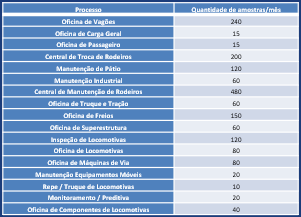 Processo Quantidade de amostras/mês
Oficina de Vagões 240
Oficina de Carga Geral 15
Oficina de Passageiro 15
Central de Troca de Rodeiros 200
Manutenção de Pátio 120
Manutenção Industrial 60
Central de Manutenção de Rodeiros 480
Oficina de Truque e Tração 60
Oficina de Freios 150
Oficina de Superestrutura 60
Inspeção de Locomotivas 120
Oficina de Locomotivas 80
Oficina de Máquinas de Via 80
Manutenção Equipamentos Móveis 20
Repe / Truque de Locomotivas 10
Monitoramento / Preditiva 20
Oficina de Componentes de Locomotivas 40